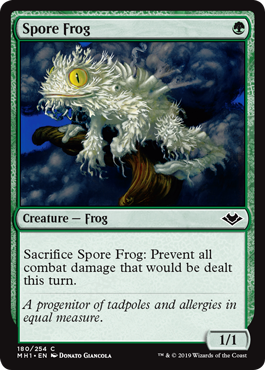 Spore Frog
Creature — Frog
Sacrifice Spore Frog: Prevent all
combat damage that would be dealt
this turn.
A progenitor of tadpoles and allergies in
equal measure.
1/1
180/254 C
MH1 • EN DONATO GIANCOLA
™ & © 2019 Wizards of the Coast